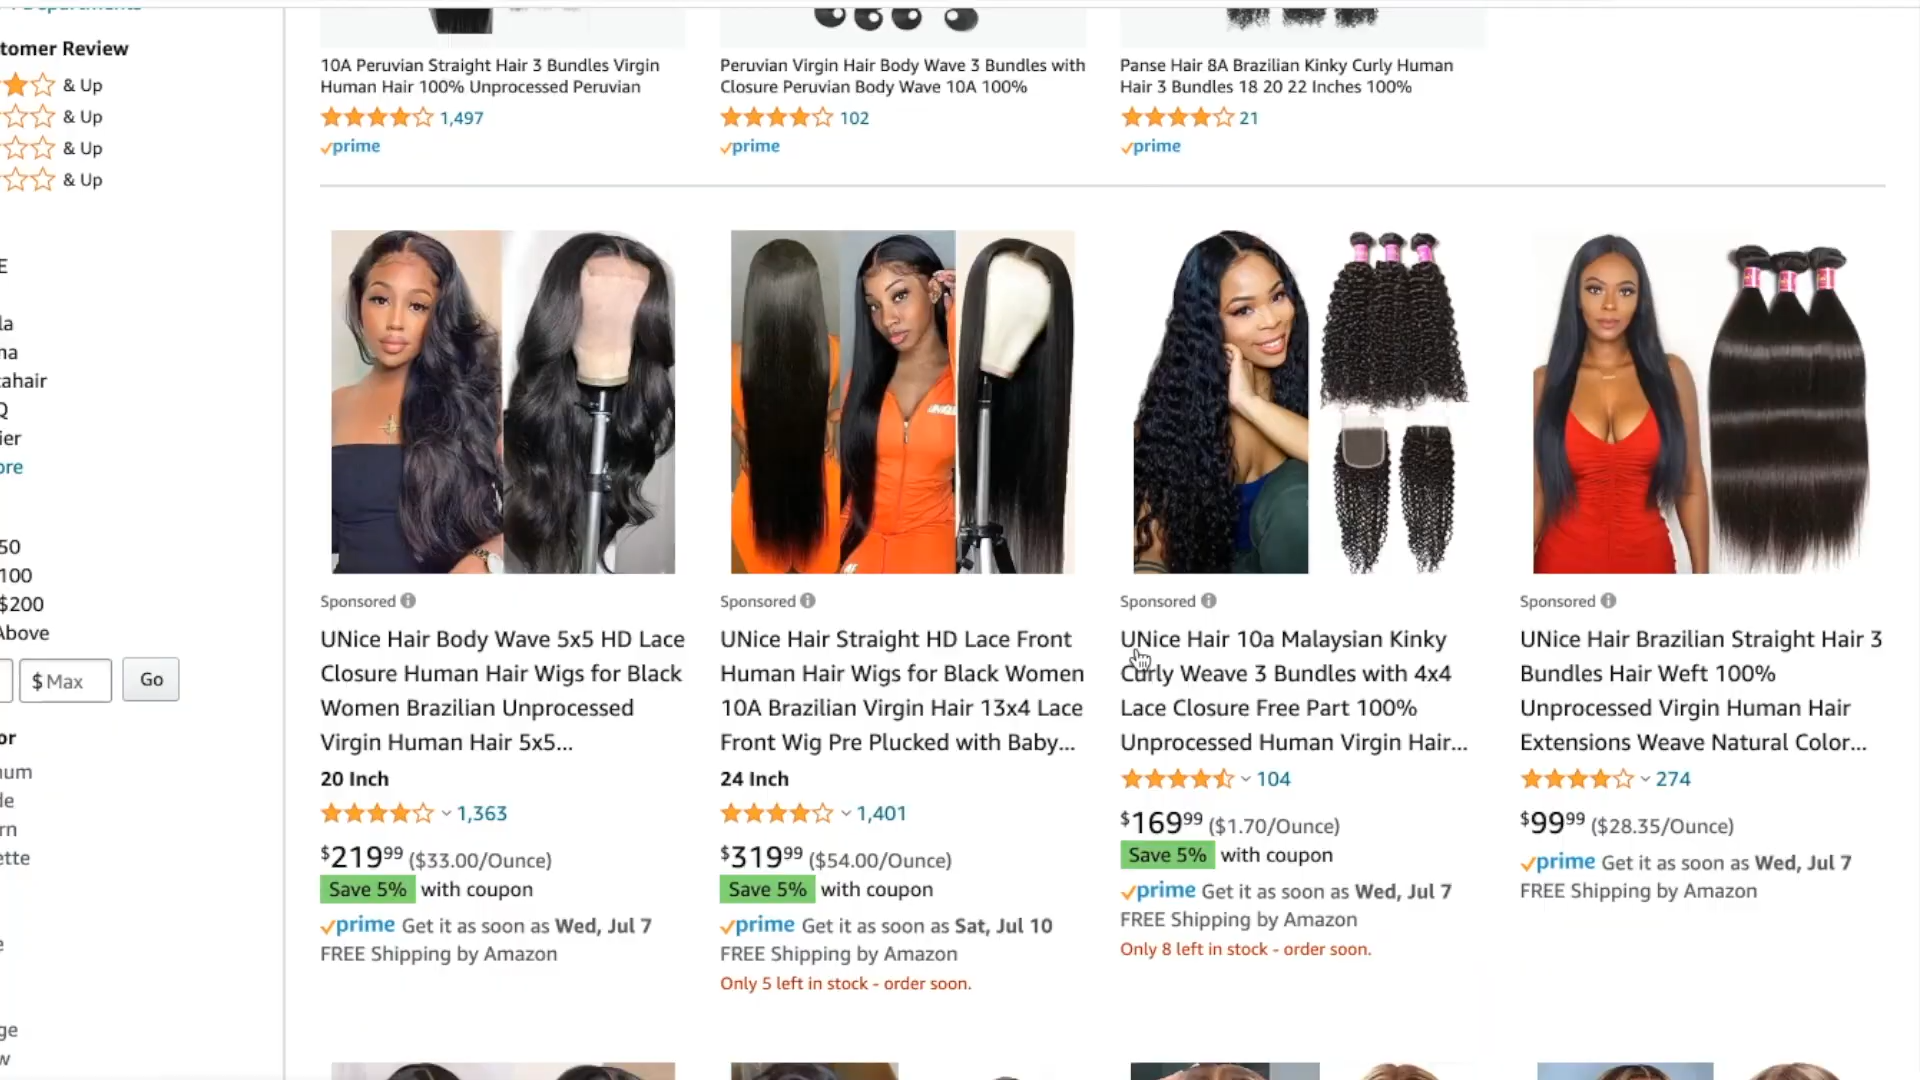 tomer Review
& Up
& Up
& Up
& Up
E
la
na
ahair
Q
ier
ore
50
100
$200
Above
$ Max
Go
or
num
de
rn
ette
e
ge
w
10A Peruvian Straight Hair 3 Bundles Virgin
Human Hair 100% Unprocessed Peruvian
1,497
prime
Peruvian Virgin Hair Body Wave 3 Bundles with
Closure Peruvian Body Wave 10A 100%
102
prime
Panse Hair 8A Brazilian Kinky Curly Human
Hair 3 Bundles 18 20 22 Inches 100%
21
prime
Sponsored
UNice Hair Body Wave 5x5 HD Lace
Closure Human Hair Wigs for Black
Women Brazilian Unprocessed
Virgin Human Hair 5x5...
20 Inch
1,363
$219.99 ($33.00/Ounce)
Save 5% with coupon
prime Get it as soon as Wed, Jul 7
FREE Shipping by Amazon
Sponsored
UNice Hair Straight HD Lace Front
Human Hair Wigs for Black Women
10A Brazilian Virgin Hair 13x4 Lace
Front Wig Pre Plucked with Baby...
24 Inch
1,401
$319.99 ($54.00/Ounce)
Save 5% with coupon
prime Get it as soon as Sat, Jul 10
FREE Shipping by Amazon
Only 5 left in stock - order soon.
Sponsored
UNice Hair 10a Malaysian Kinky
Curly Weave 3 Bundles with 4x4
Lace Closure Free Part 100%
Unprocessed Human Virgin Hair...
104
$169.99 ($1.70/Ounce)
Save 5% with coupon
prime Get it as soon as Wed, Jul 7
FREE Shipping by Amazon
Only 8 left in stock - order soon.
Sponsored
UNice Hair Brazilian Straight Hair 3
Bundles Hair Weft 100%
Unprocessed Virgin Human Hair
Extensions Weave Natural Color...
274
$99.99 ($28.35/Ounce)
prime Get it as soon as Wed, Jul 7
FREE Shipping by Amazon